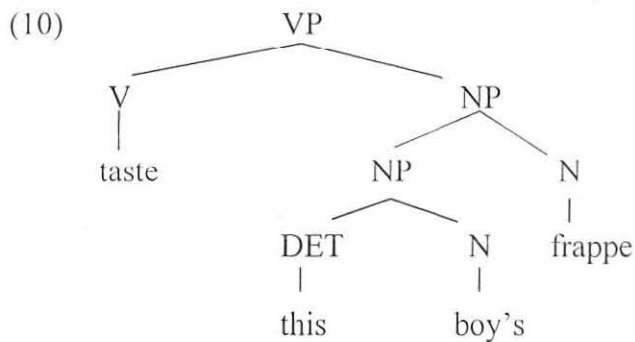 (10) VP
V NP
taste
NP N
DET N frappe
this boy's